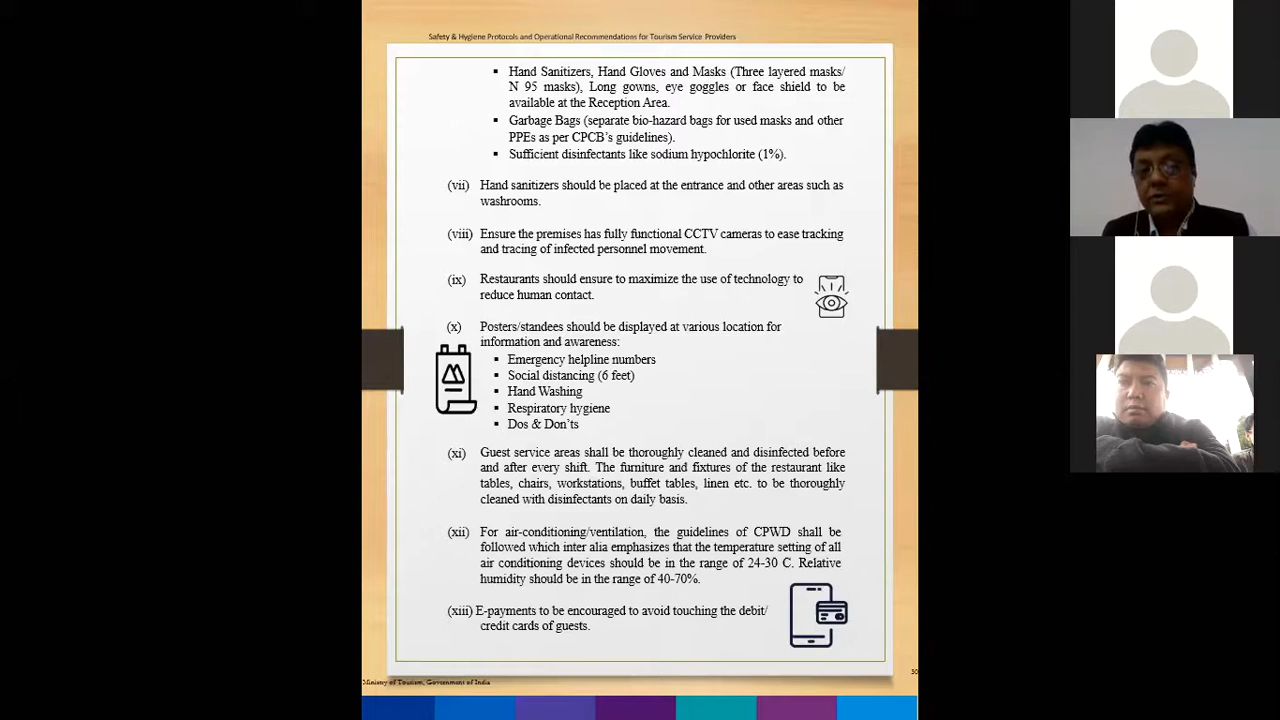 Safety & Hygiene Protocols and Operational Recommendations for Tourism Service Providers
▪ Hand Sanitizers, Hand Gloves and Masks (Three layered masks/
N 95 masks), Long gowns, eye goggles or face shield to be
available at the Reception Area.
▪ Garbage Bags (separate bio-hazard bags for used masks and other
PPEs as per CPCB's guidelines).
▪ Sufficient disinfectants like sodium hypochlorite (1%).
(vii) Hand sanitizers should be placed at the entrance and other areas such as
washrooms.
(viii) Ensure the premises has fully functional CCTV cameras to ease tracking
and tracing of infected personnel movement.
(ix) Restaurants should ensure to maximize the use of technology to
reduce human contact.
(x) Posters/standees should be displayed at various location for
information and awareness:
▪ Emergency helpline numbers
▪ Social distancing (6 feet)
▪ Hand Washing
▪ Respiratory hygiene
▪ Dos & Don'ts
(xi) Guest service areas shall be thoroughly cleaned and disinfected before
and after every shift. The furniture and fixtures of the restaurant like
tables, chairs, workstations, buffet tables, linen etc. to be thoroughly
cleaned with disinfectants on daily basis.
(xii) For air-conditioning/ventilation, the guidelines of CPWD shall be
followed which inter alia emphasizes that the temperature setting of all
air conditioning devices should be in the range of 24-30 C. Relative
humidity should be in the range of 40-70%.
(xiii) E-payments to be encouraged to avoid touching the debit/
credit cards of guests.
30
Ministry of Tourism, Government of India